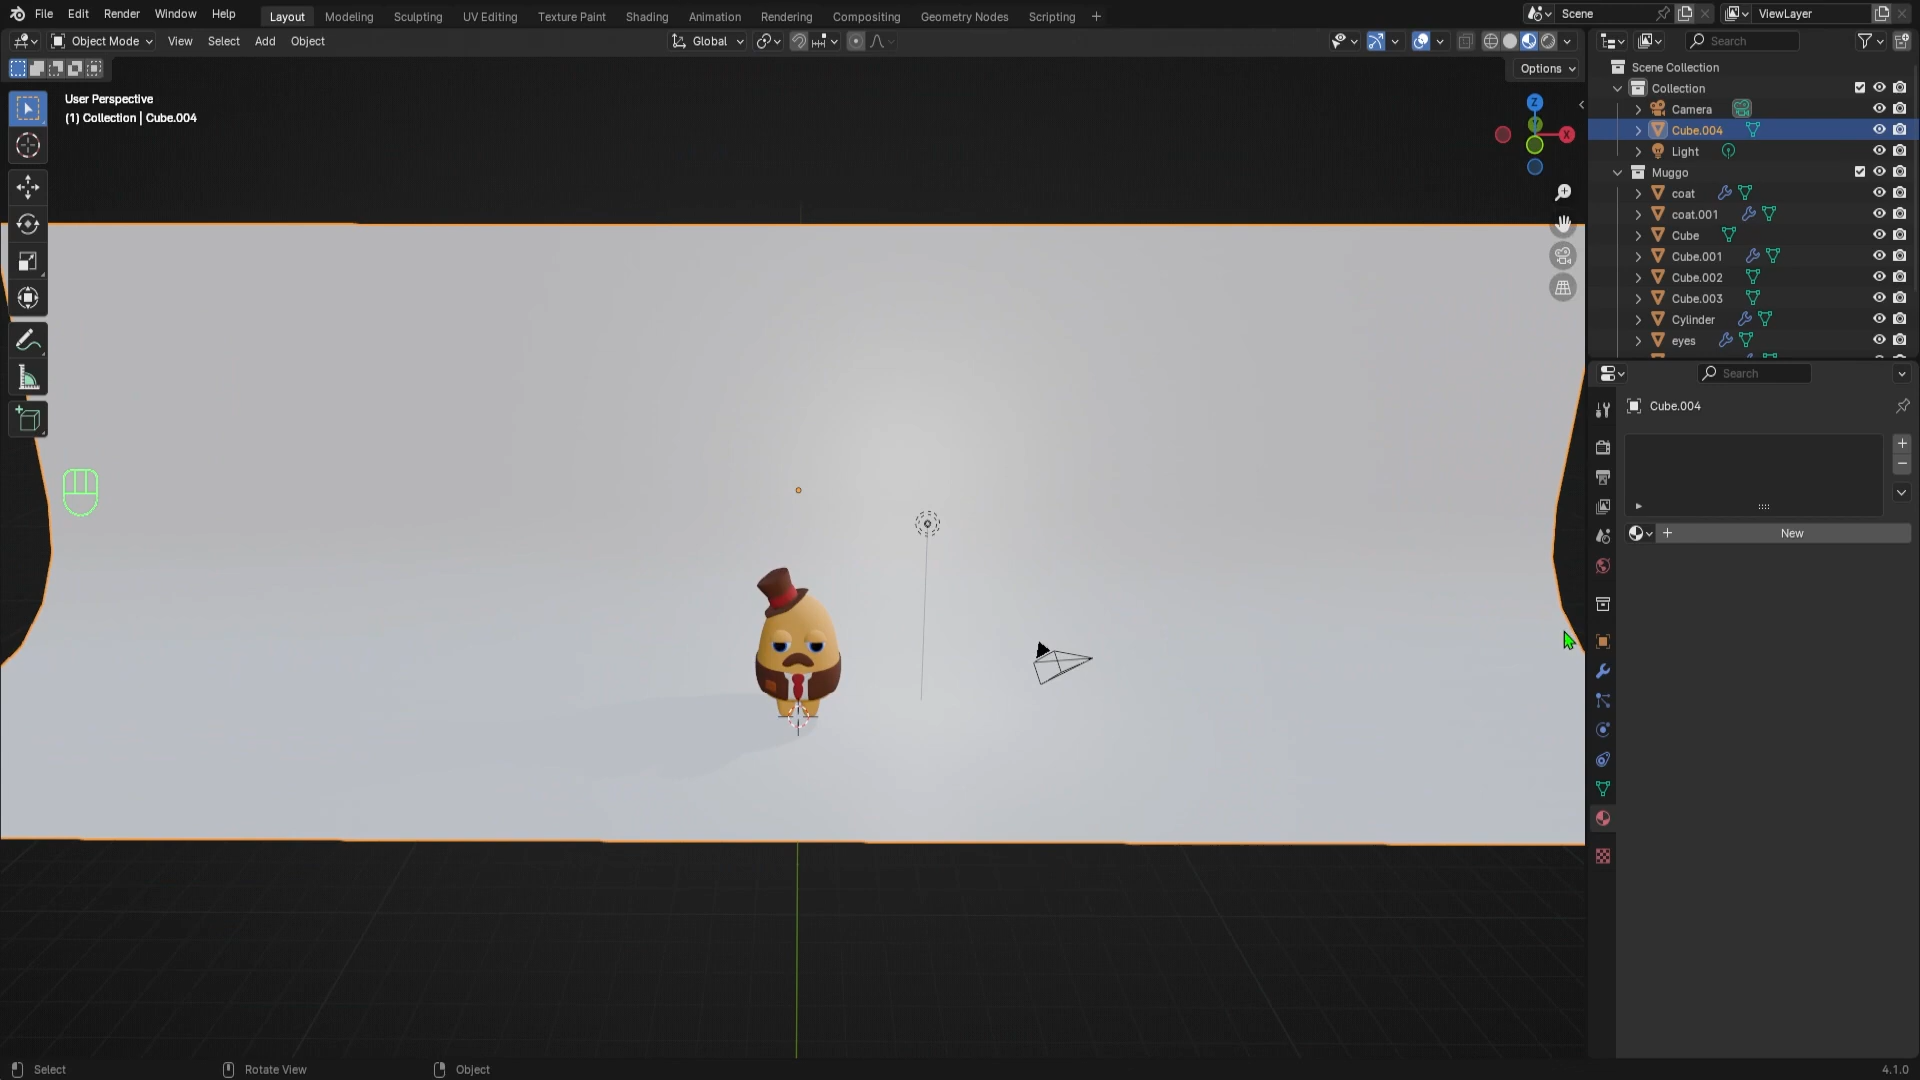 File Edit Render Window Help Layout Modeling Sculpting UV Editing Texture Paint Shading Animation Rendering Compositing Geometry Nodes Scripting + Scene ViewLayer
Object Mode View Select Add Object Global Search
Options
User Perspective
(1) Collection | Cube.004
Z
X
Scene Collection
Collection
Camera
Cube.004
Light
Muggo
coat
coat.001
Cube
Cube.001
Cube.002
Cube.003
Cylinder
eyes
Search
Cube.004
New
Select Rotate View Object 4.1.0